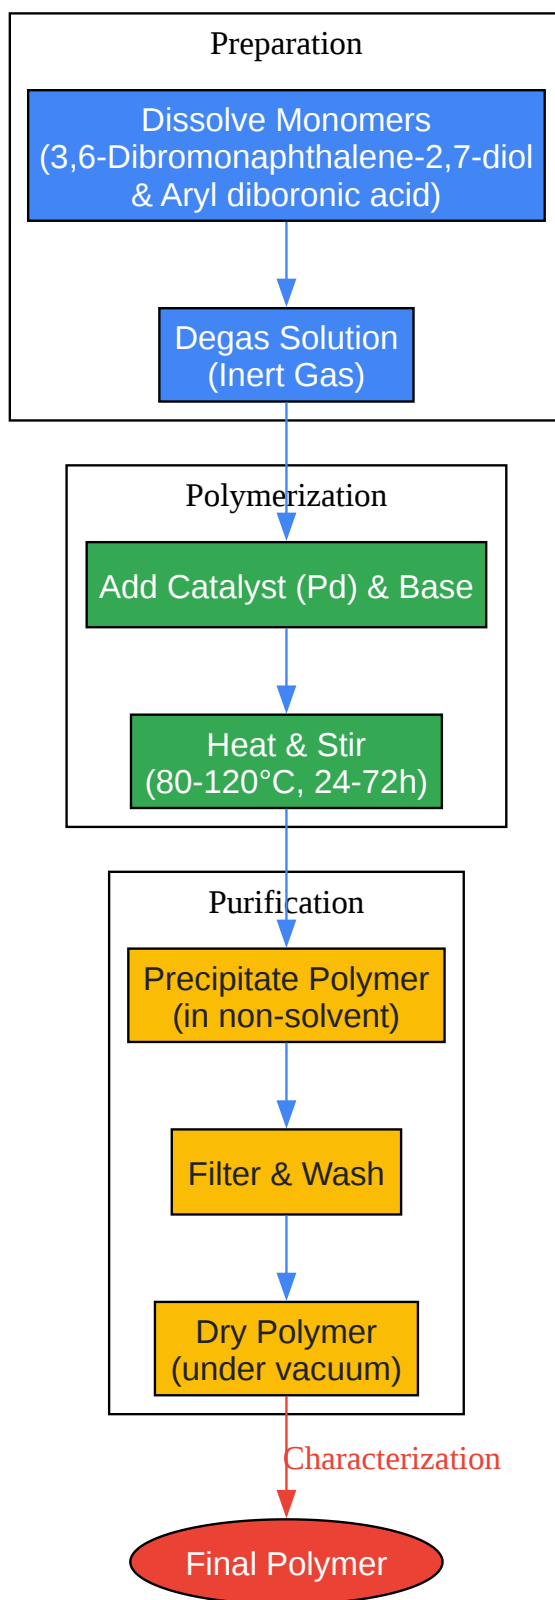 Preparation
Dissolve Monomers
(3,6-Dibromonaphthalene-2,7-diol
& Aryl diboronic acid)
Degas Solution
(Inert Gas)
Polymerization
Add Catalyst (Pd) & Base
Heat & Stir
(80-120°C, 24-72h)
Purification
Precipitate Polymer
(in non-solvent)
Filter & Wash
Dry Polymer
(under vacuum)
Characterization
Final Polymer